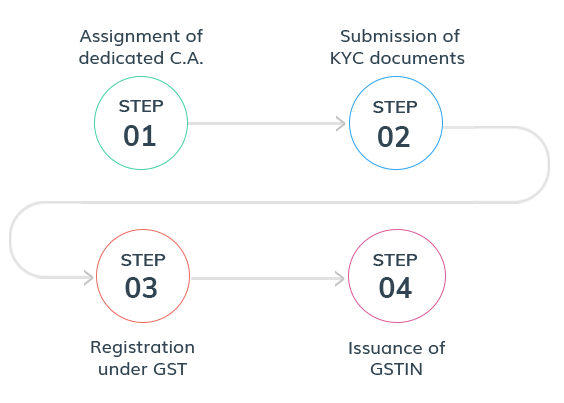 Assignment of
dedicated C.A.
STEP
01
Submission of
KYC documents
STEP
02
STEP
03
Registration
under GST
STEP
04
Issuance of
GSTIN